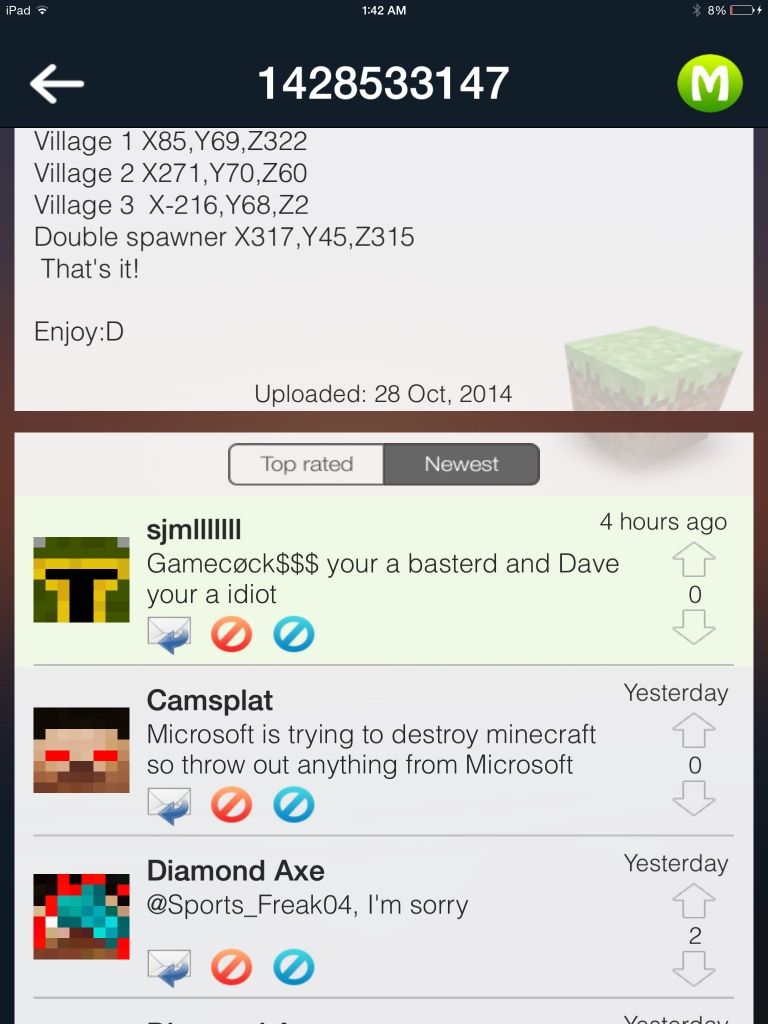 iPad 1:42 AM 8%
1428533147 M
Village 1 X85,Y69,Z322
Village 2 X271,Y70,Z60
Village 3  X-216,Y68,Z2
Double spawner X317,Y45,Z315
That's it!
Enjoy:D
Uploaded: 28 Oct, 2014
Top rated Newest
sjmlllllll 4 hours ago
Gamecøck$$$ your a basterd and Dave
your a idiot
0
Camsplat Yesterday
Microsoft is trying to destroy minecraft
so throw out anything from Microsoft
0
Diamond Axe Yesterday
@Sports_Freak04, I'm sorry
2